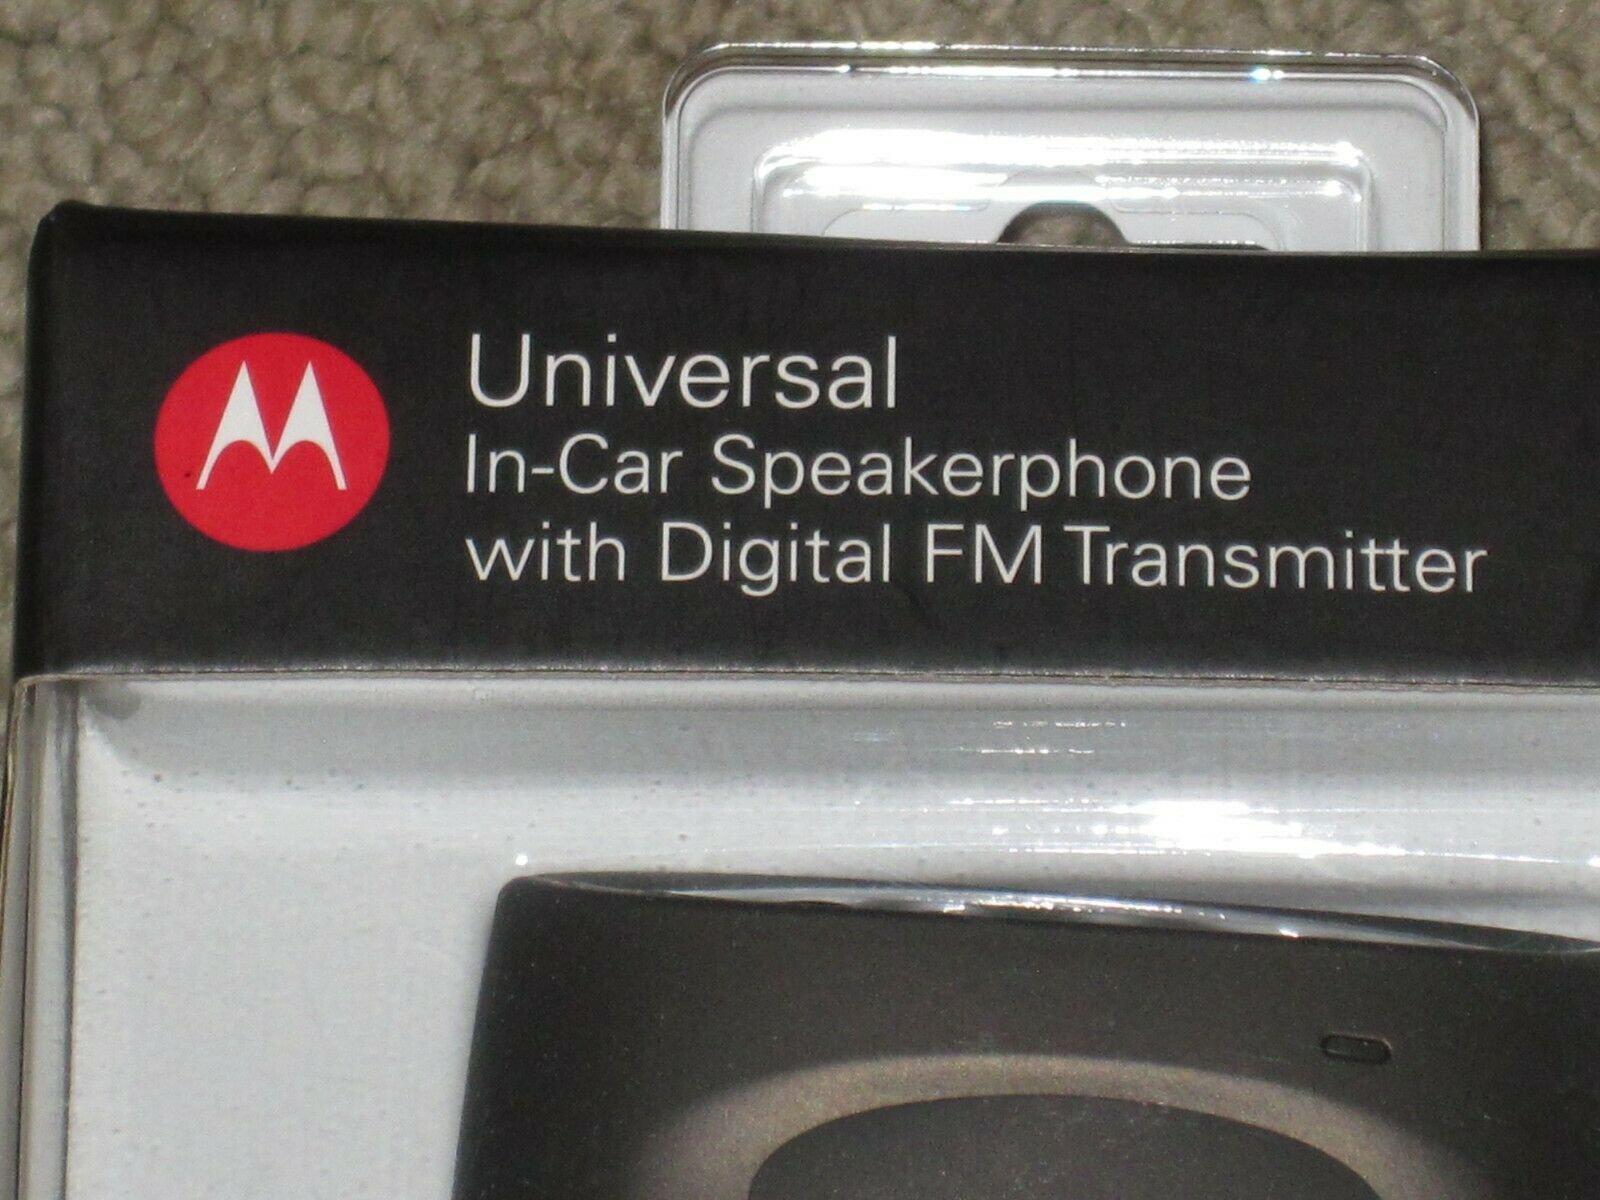 Universal
In-Car Speakerphone
with Digital FM Transmitter